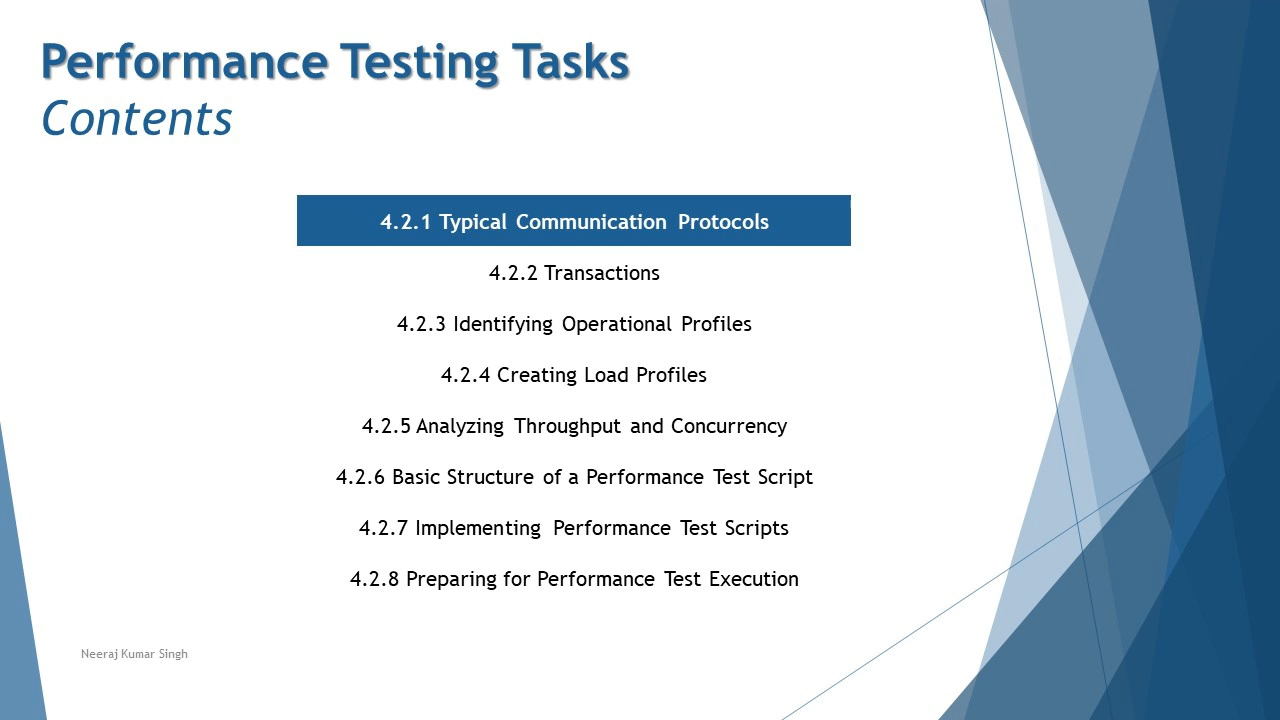 Performance Testing Tasks
Contents
4.2.1 Typical Communication Protocols
4.2.2 Transactions
4.2.3 Identifying Operational Profiles
4.2.4 Creating Load Profiles
4.2.5 Analyzing Throughput and Concurrency
4.2.6 Basic Structure of a Performance Test Script
4.2.7 Implementing Performance Test Scripts
4.2.8 Preparing for Performance Test Execution
Neeraj Kumar Singh